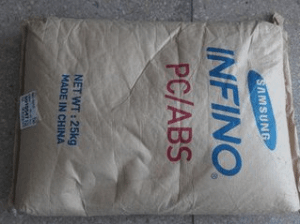 SAMSUNG
INFINO®
PC/ABS
NET WT : 25kg
MADE IN CHINA